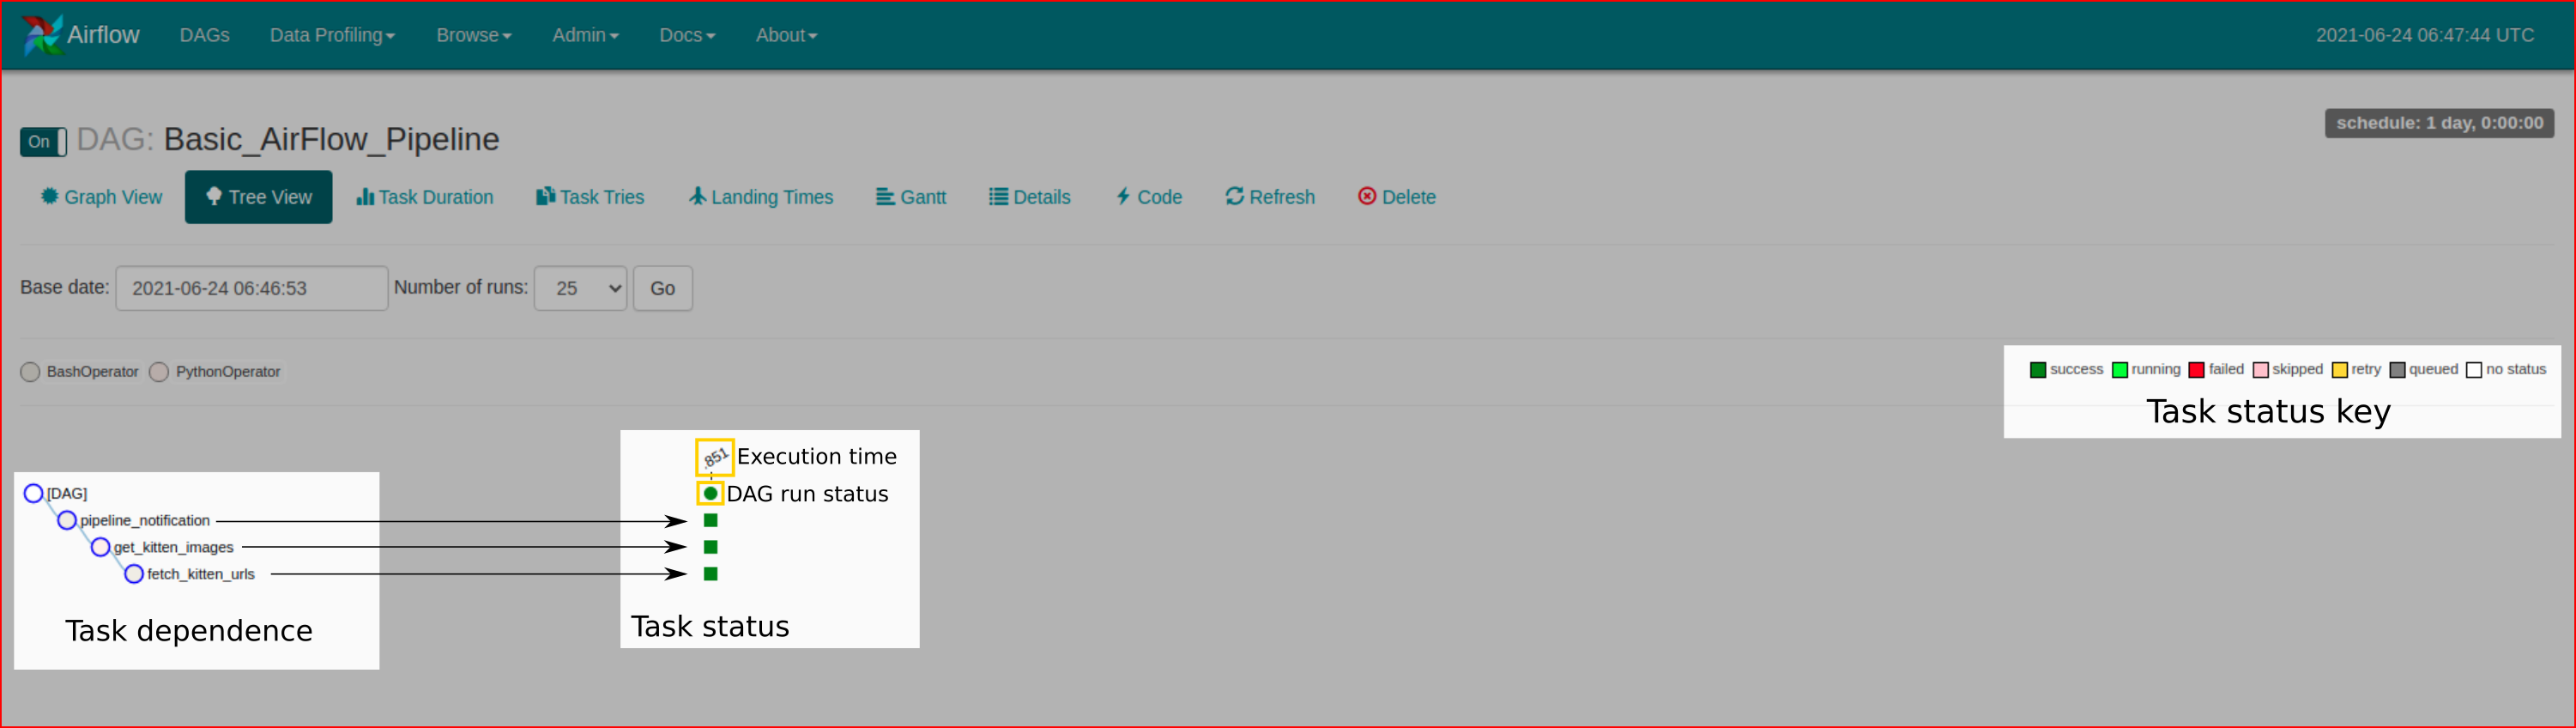 Airflow DAGs Data Profiling Browse Admin Docs About 2021-06-24 06:47:44 UTC
schedule: 1 day, 0:00:00
On DAG: Basic_AirFlow_Pipeline
Graph View Tree View Task Duration Task Tries Landing Times Gantt Details Code Refresh Delete
Base date: 2021-06-24 06:46:53 Number of runs: 25 Go
BashOperator PythonOperator
success running failed skipped retry queued no status
Task status key
.851 Execution time
[DAG] DAG run status
pipeline_notification
get_kitten_images
fetch_kitten_urls
Task dependence
Task status